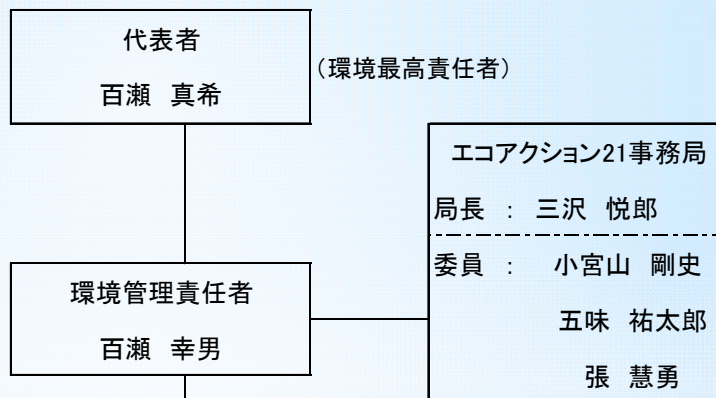 代表者
百瀬　真希
（環境最高責任者）
エコアクション21事務局
局長　：　三沢　悦郎
委員　：　小宮山　剛史
五味　祐太郎
張　慧勇
環境管理責任者
百瀬　幸男